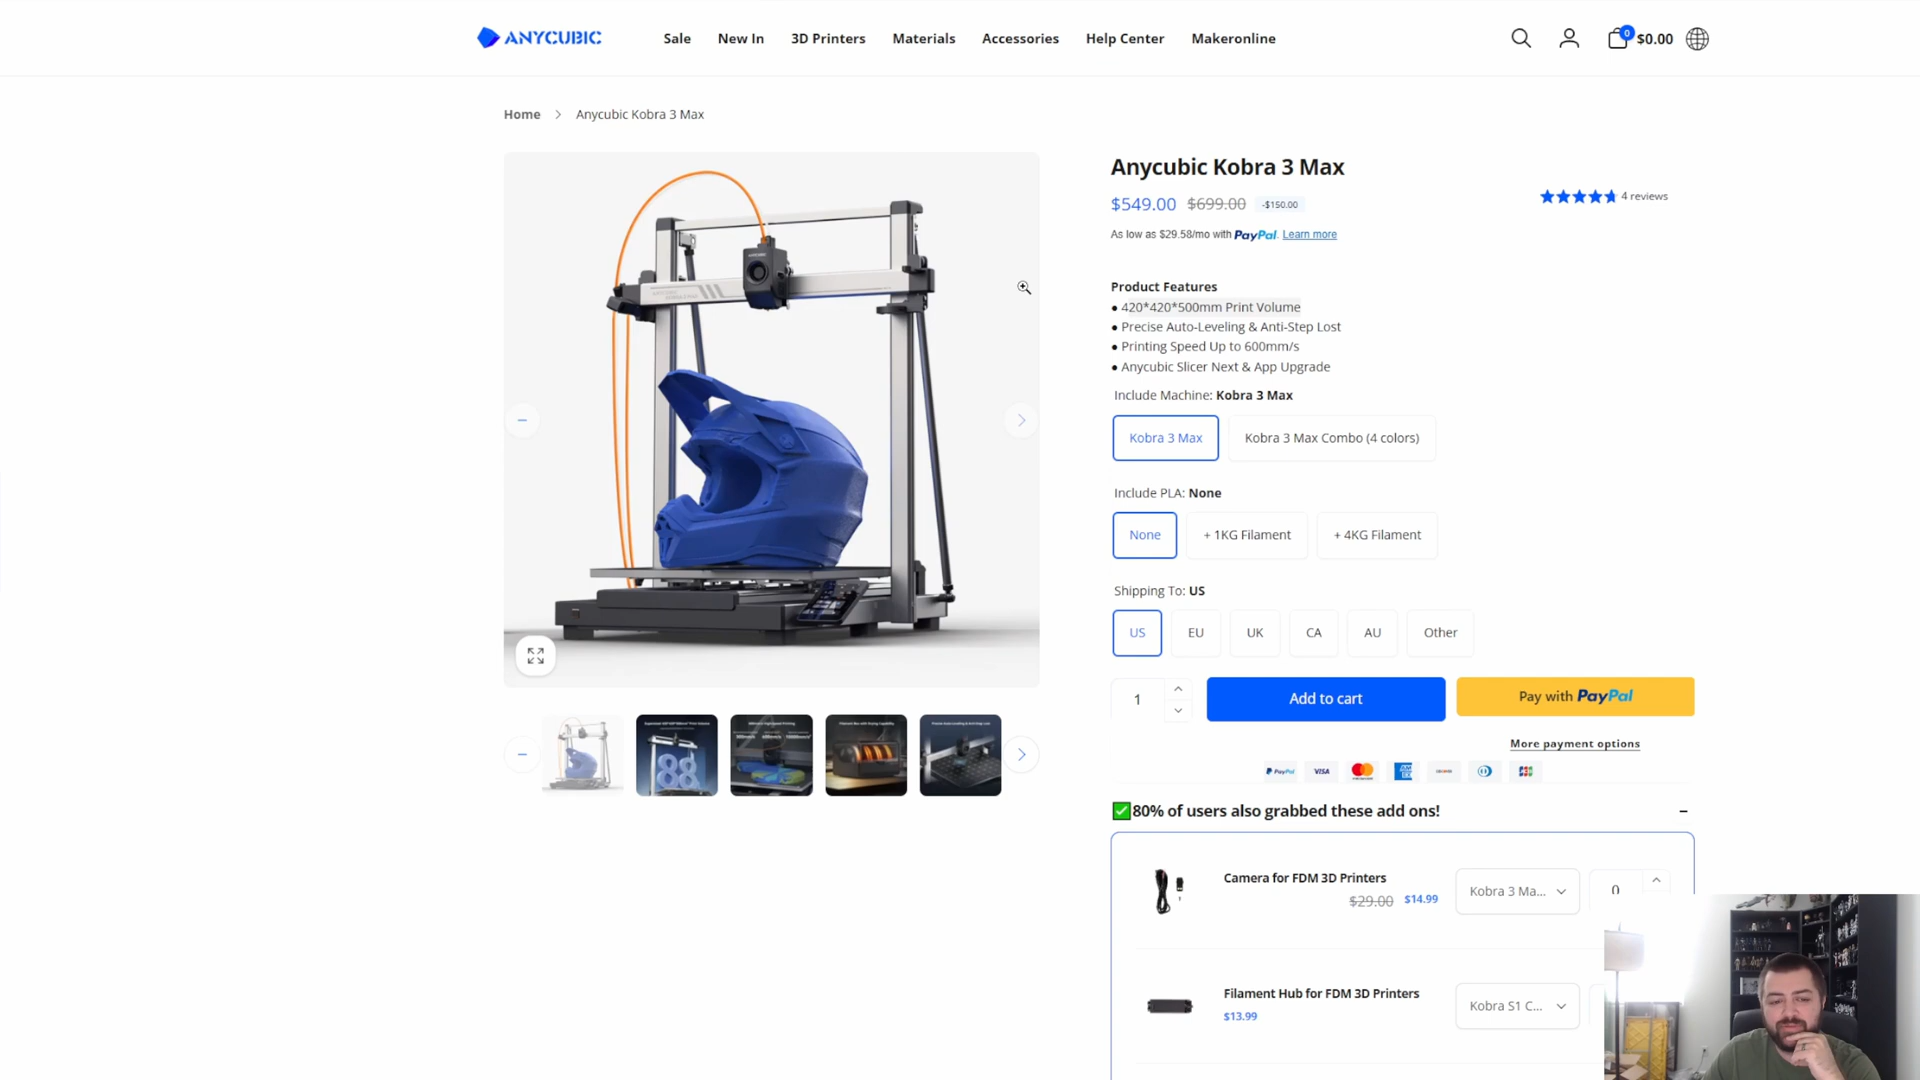 ANYCUBIC
Sale
New In
3D Printers
Materials
Accessories
Help Center
Makeronline
0
$0.00
Home
Anycubic Kobra 3 Max
Anycubic Kobra 3 Max
$549.00 $699.00 -$150.00
4 reviews
As low as $29.58/mo with PayPal. Learn more
Product Features
● 420*420*500mm Print Volume
● Precise Auto-Leveling & Anti-Step Lost
● Printing Speed Up to 600mm/s
● Anycubic Slicer Next & App Upgrade
Include Machine: Kobra 3 Max
Kobra 3 Max
Kobra 3 Max Combo (4 colors)
Include PLA: None
None
+ 1KG Filament
+ 4KG Filament
Shipping To: US
US
EU
UK
CA
AU
Other
1
Add to cart
Pay with PayPal
More payment options
PayPal
VISA
80% of users also grabbed these add ons!
Camera for FDM 3D Printers
$29.00 $14.99
Kobra 3 Ma...
0
Filament Hub for FDM 3D Printers
$13.99
Kobra S1 C...